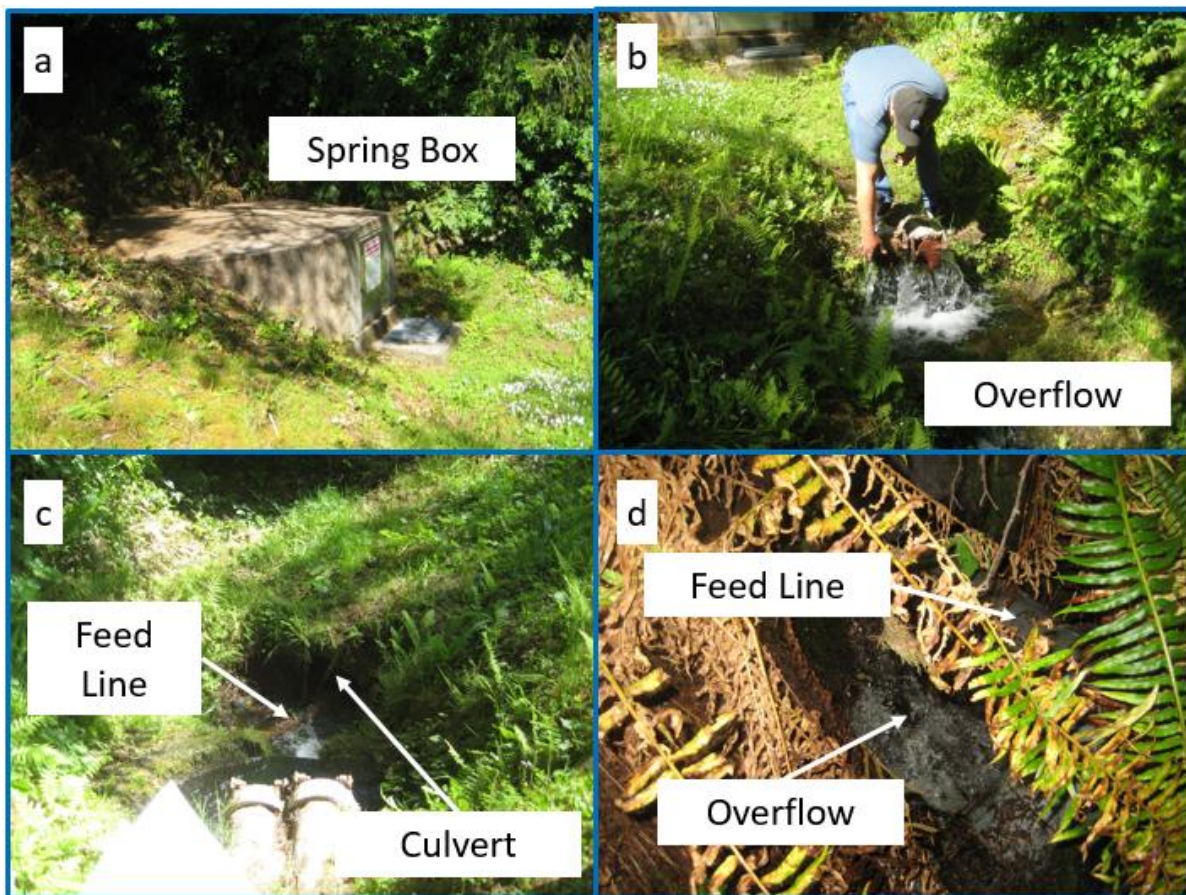 a
Spring Box
b
Overflow
c
Feed
Line
Culvert
d
Feed Line
Overflow